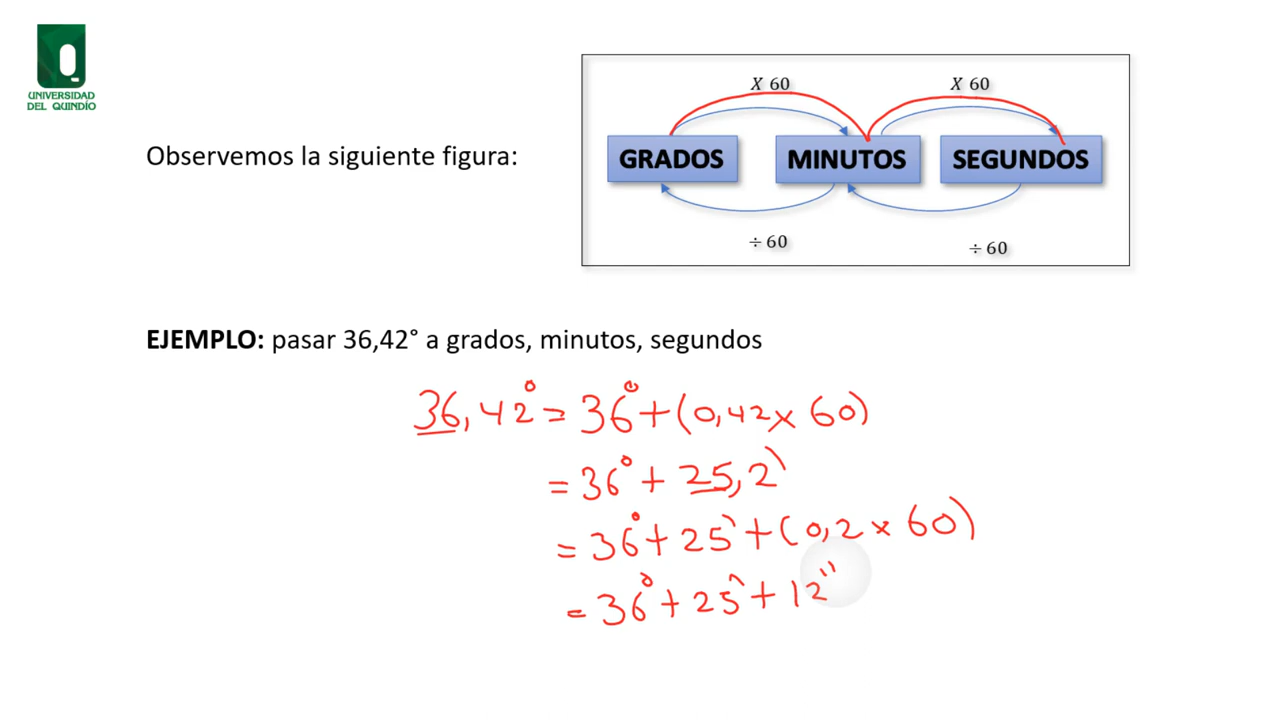 UNIVERSIDAD
DEL QUINDÍO
Observemos la siguiente figura:
X 60
X 60
GRADOS
MINUTOS
SEGUNDOS
÷ 60
÷ 60
EJEMPLO: pasar 36,42° a grados, minutos, segundos
36,42° = 36° + (0,42 x 60)
= 36° + 25,2'
= 36° + 25' + (0,2 x 60)
= 36° + 25' + 12''